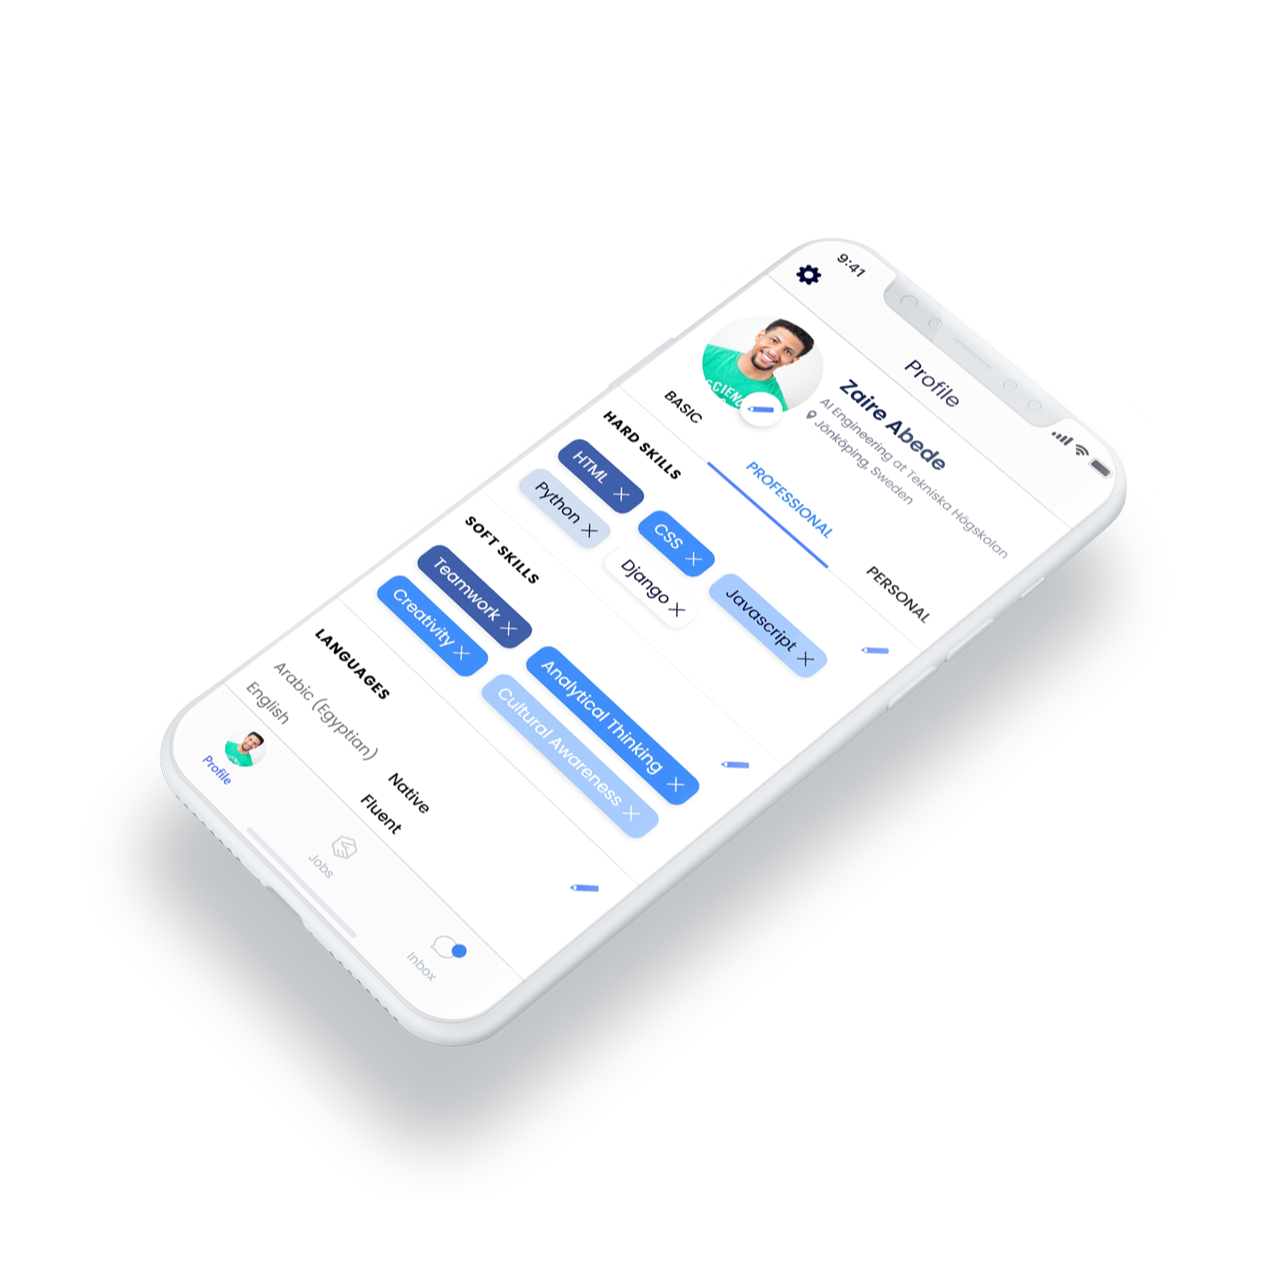 9:41
Profile
SCIENC
Zaire Abede
AI Engineering at Tekniska Högskolan
Jönköping, Sweden
BASIC
PROFESSIONAL
PERSONAL
HARD SKILLS
HTML
CSS
Javascript
Python
Django
SOFT SKILLS
Teamwork
Analytical Thinking
Creativity
Cultural Awareness
LANGUAGES
Arabic (Egyptian) Native
English Fluent
Profile
Jobs
Inbox